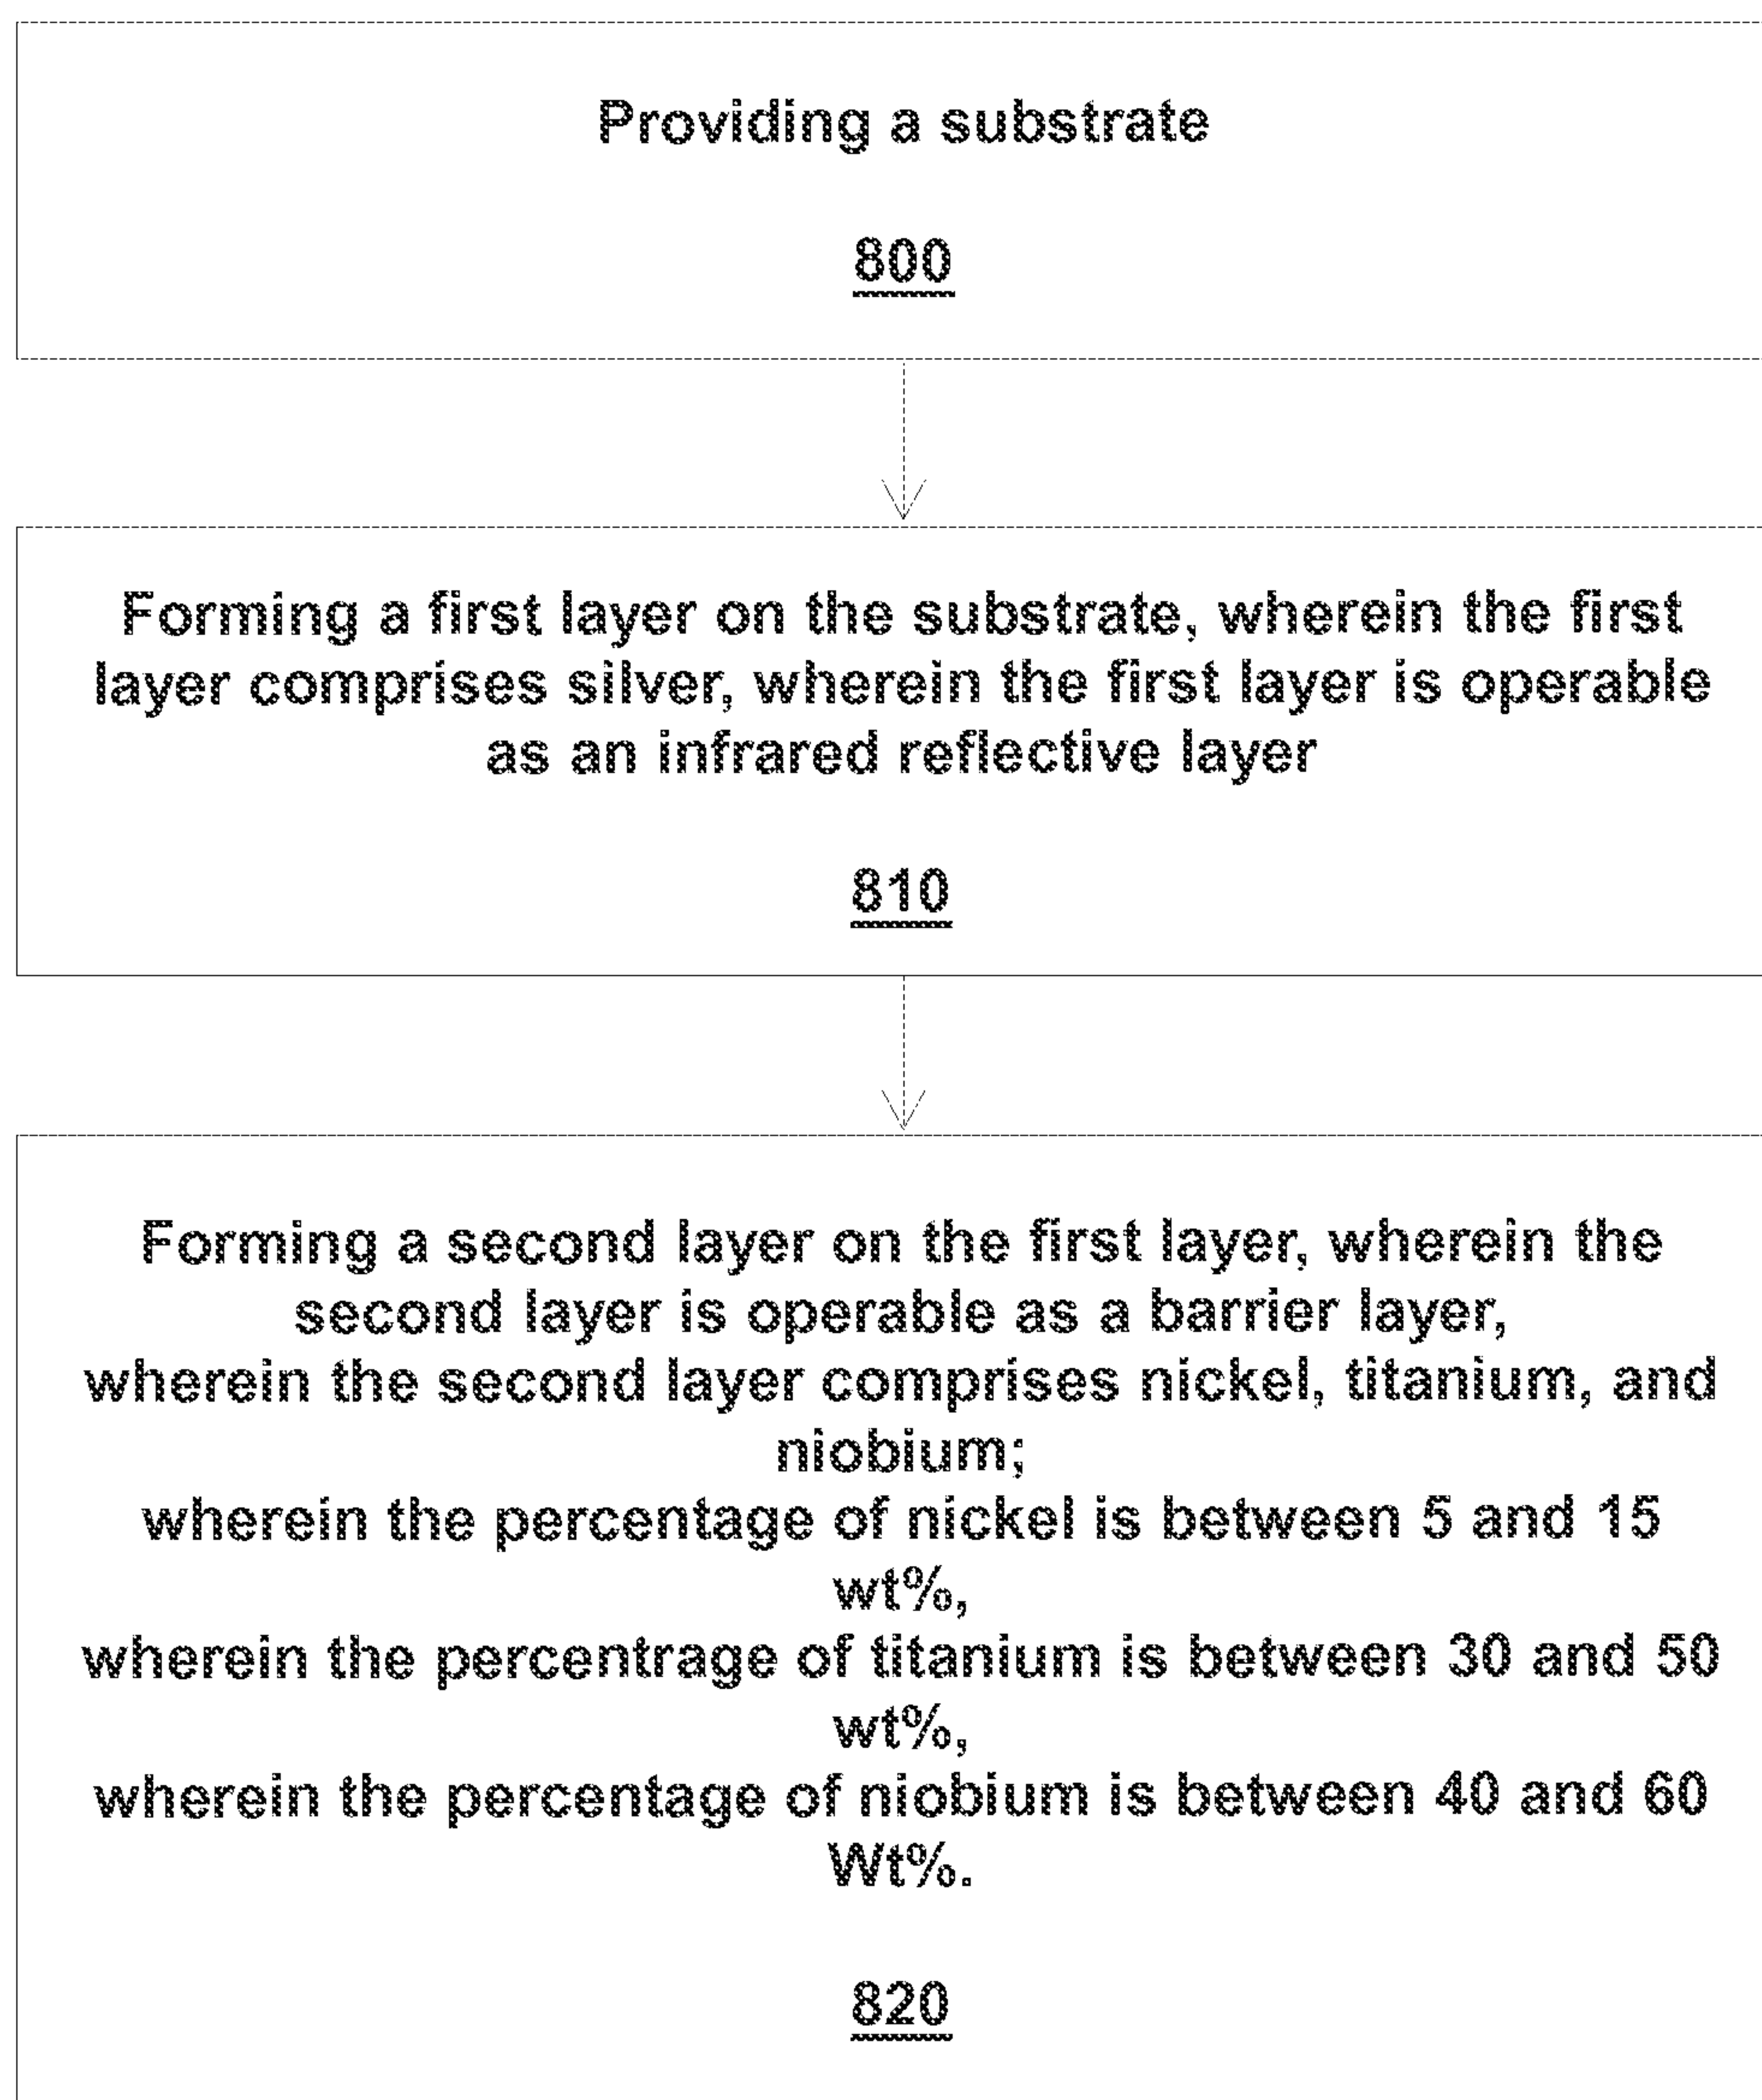 Providing a substrate
800
Forming a first layer on the substrate, wherein the first
layer comprises silver, wherein the first layer is operable
as an infrared reflective layer
810
Forming a second layer on the first layer, wherein the
second layer is operable as a barrier layer,
wherein the second layer comprises nickel, titanium, and
niobium;
wherein the percentage of nickel is between 5 and 15
wt%,
wherein the percentrage of titanium is between 30 and 50
wt%,
wherein the percentage of niobium is between 40 and 60
Wt%.
820